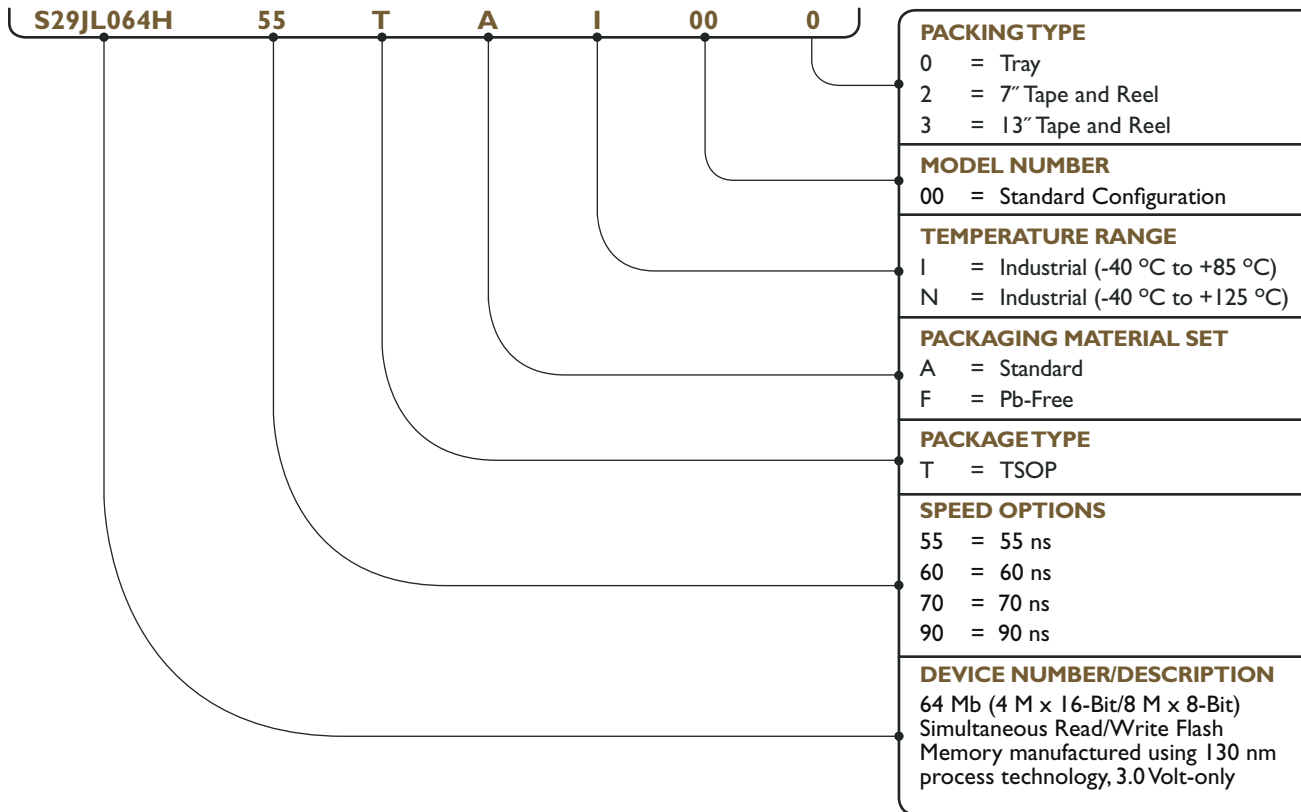 S29JL064H 55 T A I 00 0
PACKING TYPE
0 = Tray
2 = 7˝ Tape and Reel
3 = 13˝ Tape and Reel
MODEL NUMBER
00 = Standard Configuration
TEMPERATURE RANGE
I = Industrial (-40 ºC to +85 ºC)
N = Industrial (-40 ºC to +125 ºC)
PACKAGING MATERIAL SET
A = Standard
F = Pb-Free
PACKAGE TYPE
T = TSOP
SPEED OPTIONS
55 = 55 ns
60 = 60 ns
70 = 70 ns
90 = 90 ns
DEVICE NUMBER/DESCRIPTION
64 Mb (4 M x 16-Bit/8 M x 8-Bit)
Simultaneous Read/Write Flash
Memory manufactured using 130 nm
process technology, 3.0 Volt-only